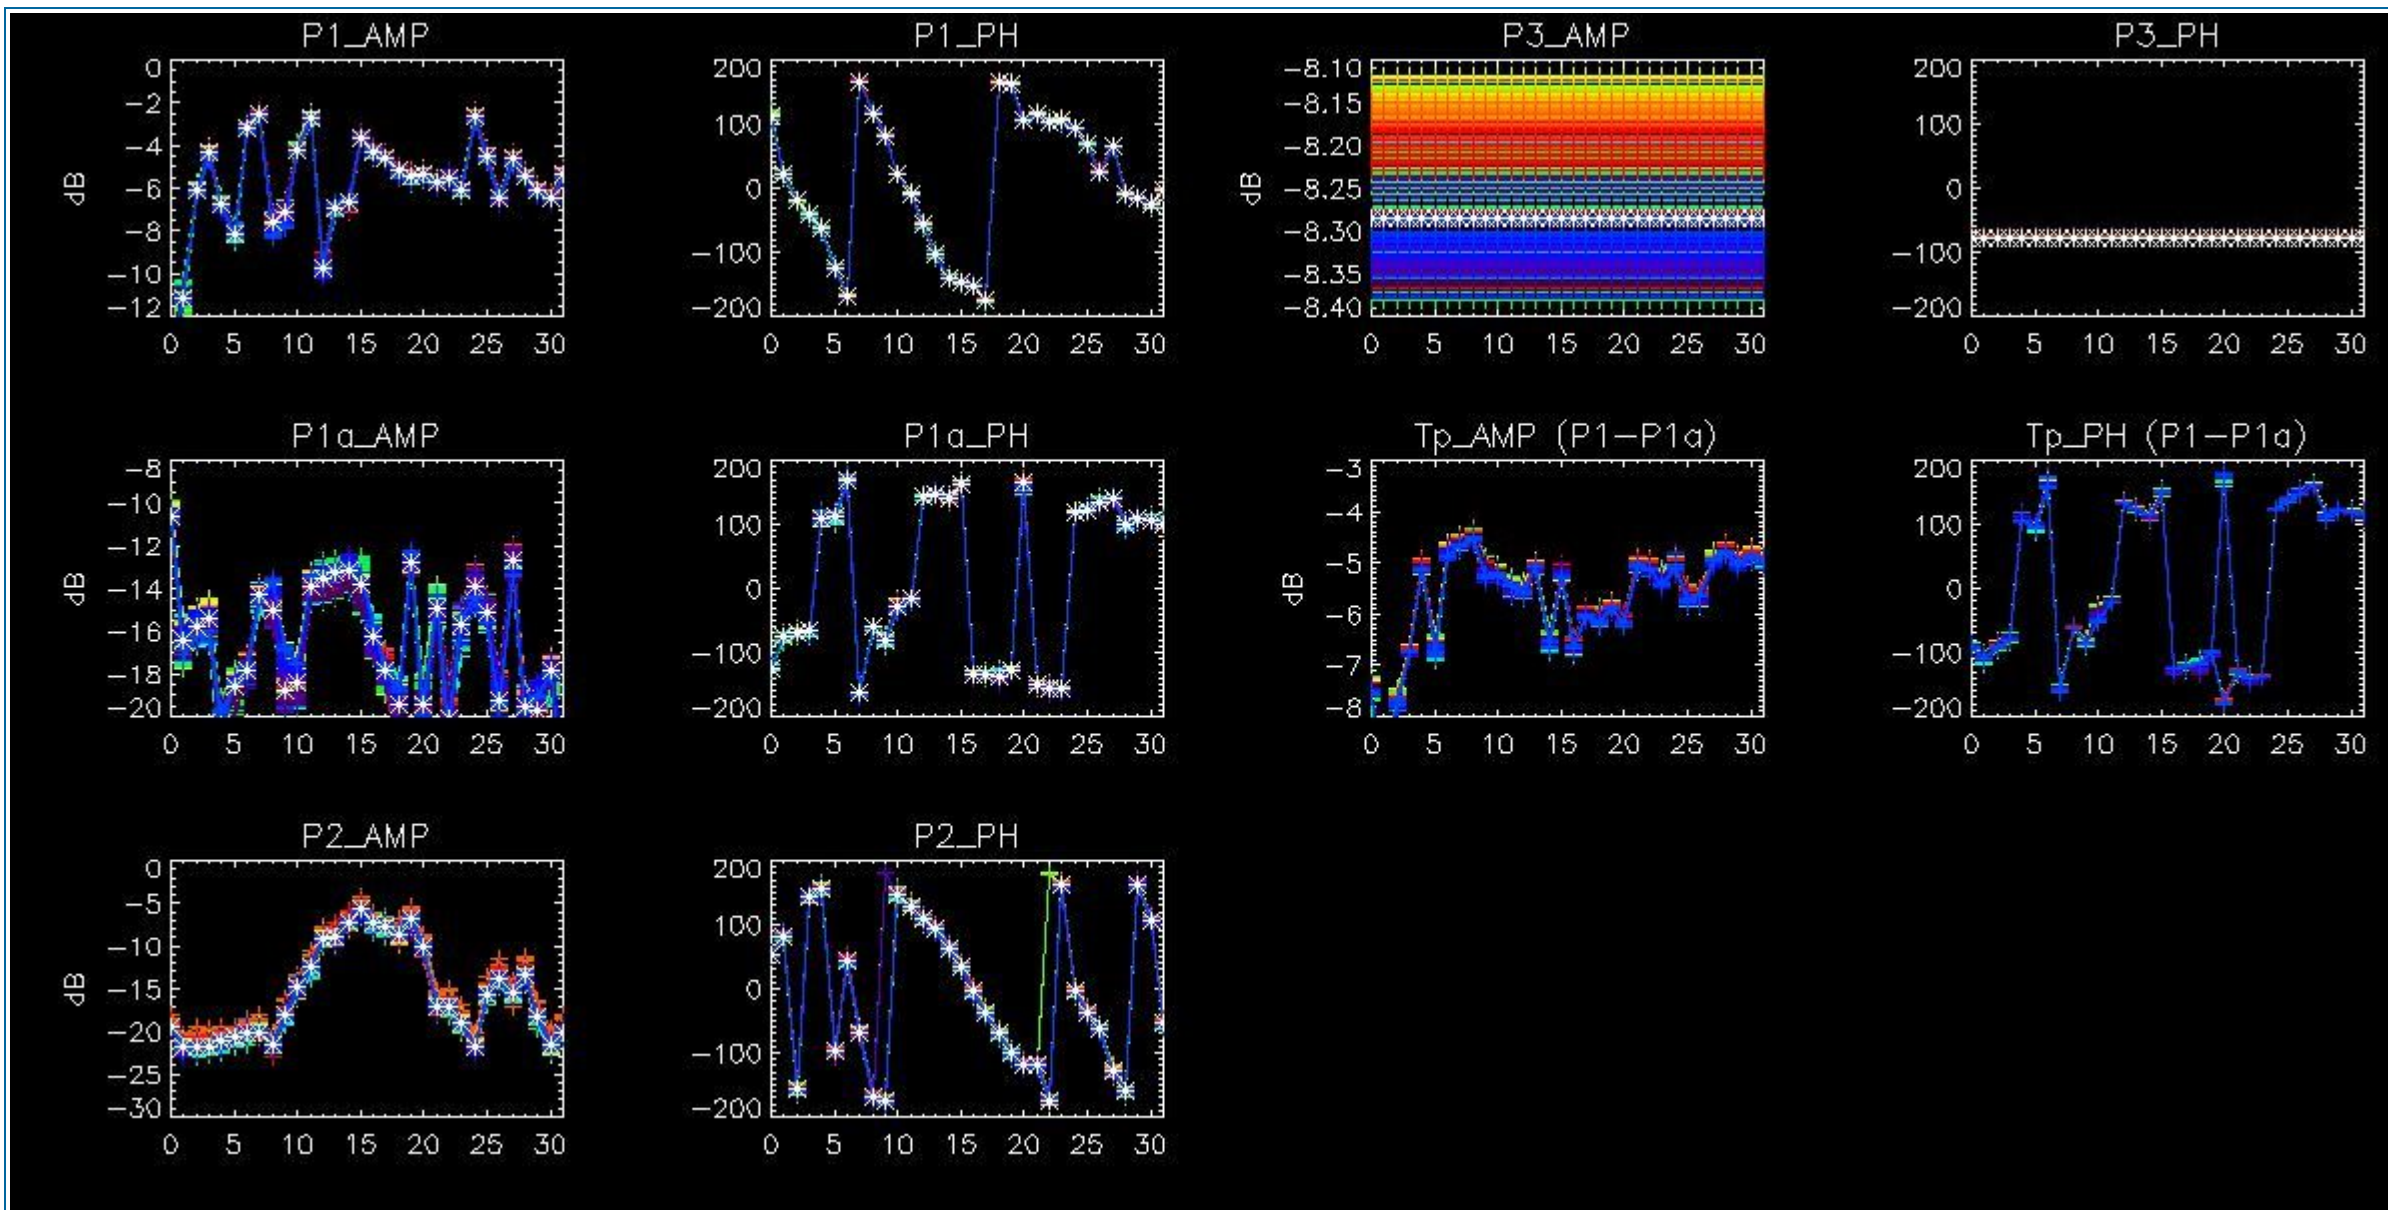 P1_AMP
0
−2
−4
−6
−8
−10
−12
dB
0 5 10 15 20 25 30
P1_PH
200
100
0
−100
−200
0 5 10 15 20 25 30
P3_AMP
−8.10
−8.15
−8.20
−8.25
−8.30
−8.35
−8.40
dB
0 5 10 15 20 25 30
P3_PH
200
100
0
−100
−200
0 5 10 15 20 25 30
P1a_AMP
−8
−10
−12
−14
−16
−18
−20
dB
0 5 10 15 20 25 30
P1a_PH
200
100
0
−100
−200
0 5 10 15 20 25 30
Tp_AMP (P1−P1a)
−3
−4
−5
−6
−7
−8
dB
0 5 10 15 20 25 30
Tp_PH (P1−P1a)
200
100
0
−100
−200
0 5 10 15 20 25 30
P2_AMP
0
−5
−10
−15
−20
−25
−30
dB
0 5 10 15 20 25 30
P2_PH
200
100
0
−100
−200
0 5 10 15 20 25 30